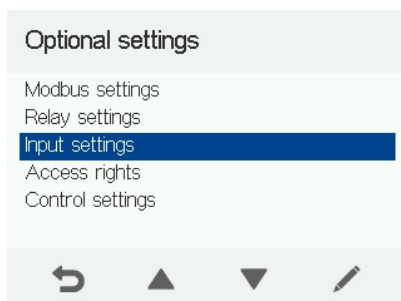 Optional settings
Modbus settings
Relay settings
Input settings
Access rights
Control settings